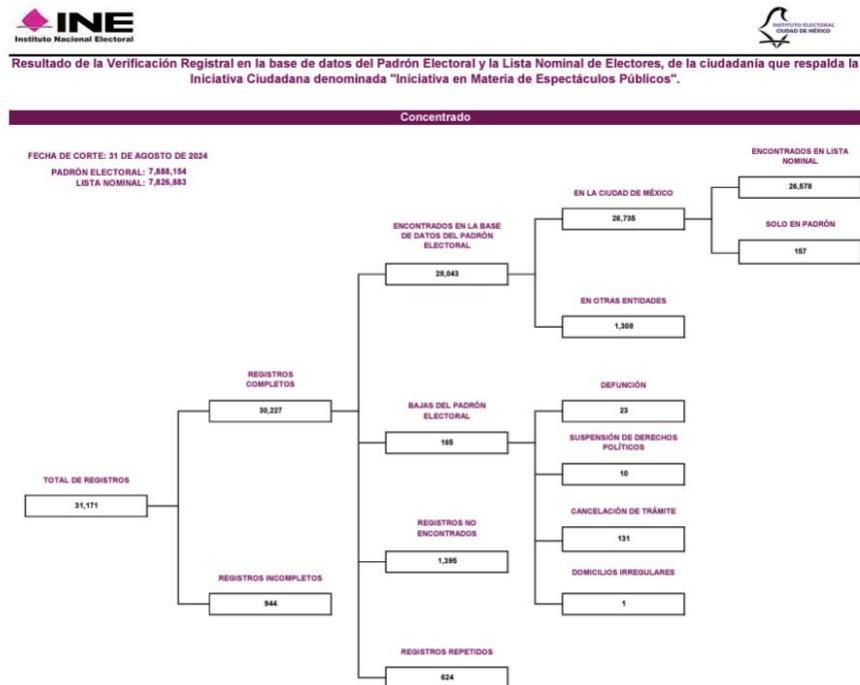 INE
Instituto Nacional Electoral
INSTITUTO ELECTORAL
CIUDAD DE MÉXICO
Resultado de la Verificación Registral en la base de datos del Padrón Electoral y la Lista Nominal de Electores, de la ciudadanía que respalda la
Iniciativa Ciudadana denominada "Iniciativa en Materia de Espectáculos Públicos".
Concentrado
FECHA DE CORTE: 31 DE AGOSTO DE 2024
PADRÓN ELECTORAL: 7,888,154
LISTA NOMINAL: 7,826,883
TOTAL DE REGISTROS
31,171
REGISTROS
COMPLETOS
30,227
REGISTROS INCOMPLETOS
944
ENCONTRADOS EN LA BASE
DE DATOS DEL PADRÓN
ELECTORAL
28,043
BAJAS DEL PADRÓN
ELECTORAL
165
REGISTROS NO
ENCONTRADOS
1,395
REGISTROS REPETIDOS
624
EN LA CIUDAD DE MÉXICO
26,735
EN OTRAS ENTIDADES
1,308
DEFUNCIÓN
23
SUSPENSIÓN DE DERECHOS
POLÍTICOS
10
CANCELACIÓN DE TRÁMITE
131
DOMICILIOS IRREGULARES
1
ENCONTRADOS EN LISTA
NOMINAL
26,578
SOLO EN PADRÓN
157